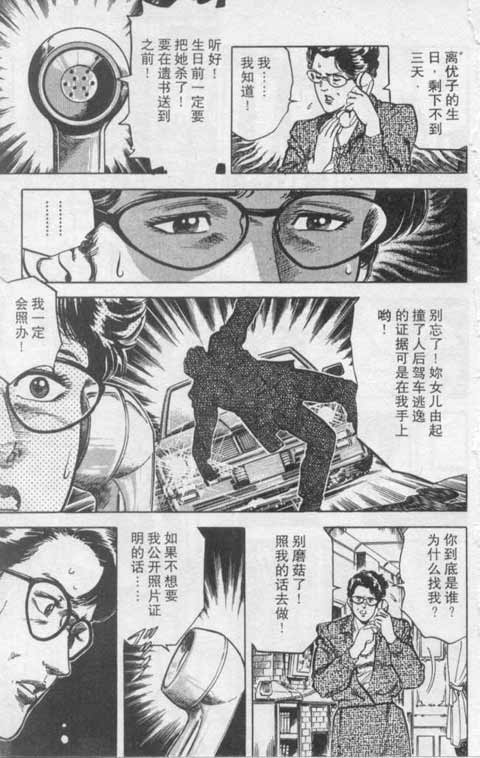 离优子的生
日，剩下不到
三天．
我……
我知道！
听好！
生日前一定要
把她杀了！
要在遗书送到
之前！
………
………
别忘了！妳女儿由起
撞了人后驾车逃逸
的证据可是在我手上
哟！
我一定
会照办！
你到底是谁？
为什么找我？
别磨菇了！
照我的话去做！
如果不想要
我公开照片证
明的话……